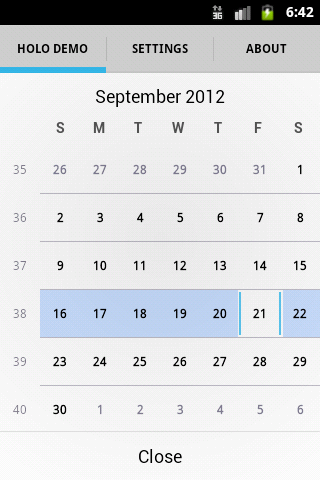 3G 6:42
HOLO DEMO SETTINGS ABOUT
September 2012
S M T W T F S
35 26 27 28 29 30 31 1
36 2 3 4 5 6 7 8
37 9 10 11 12 13 14 15
38 16 17 18 19 20 21 22
39 23 24 25 26 27 28 29
40 30 1 2 3 4 5 6
Close